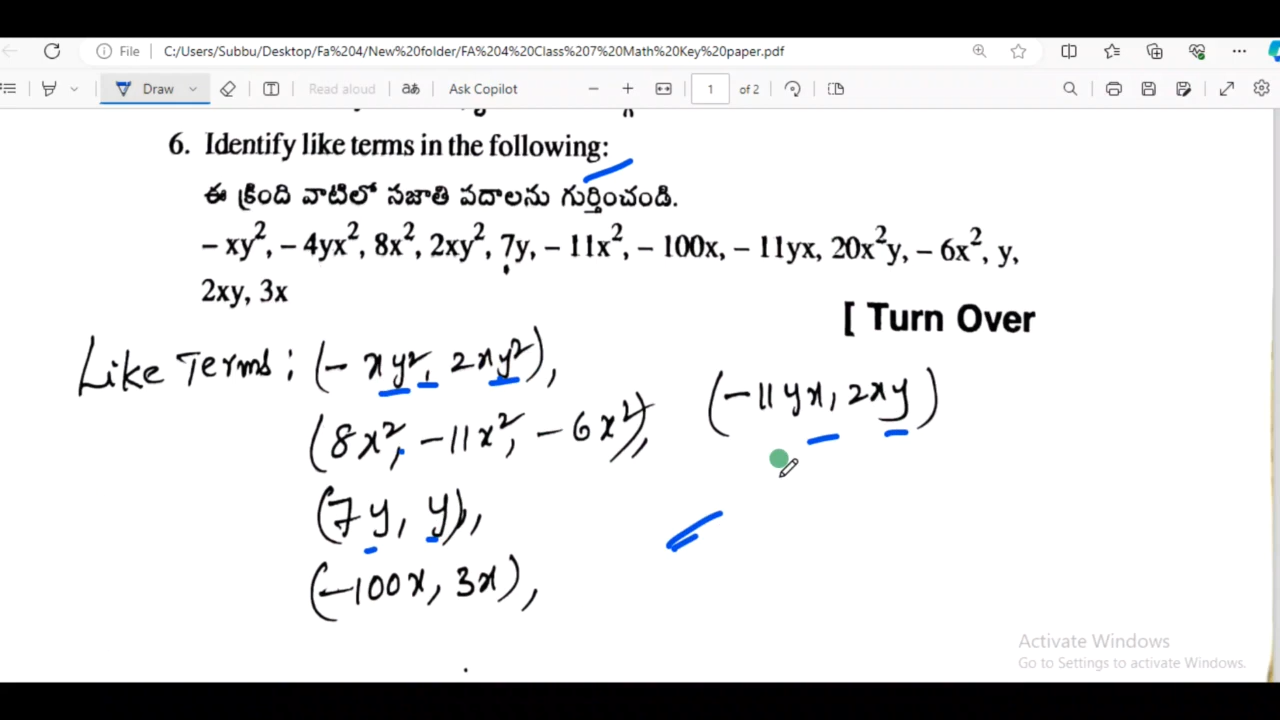 File C:/Users/Subbu/Desktop/Fa%204/New%20folder/FA%204%20Class%207%20Math%20Key%20paper.pdf
Draw Read aloud aあ Ask Copilot 1 of 2
6. Identify like terms in the following:
ఈ క్రింది వాటిలో సజాతి పదాలను గుర్తించండి.
– xy², – 4yx², 8x², 2xy², 7y, – 11x², – 100x, – 11yx, 20x²y, – 6x², y,
2xy, 3x
[ Turn Over
Like Terms : (– xy², 2xy²),
(–11yx, 2xy)
(8x², –11x², –6x²),
(7y, y),
(–100x, 3x),
Activate Windows
Go to Settings to activate Windows.